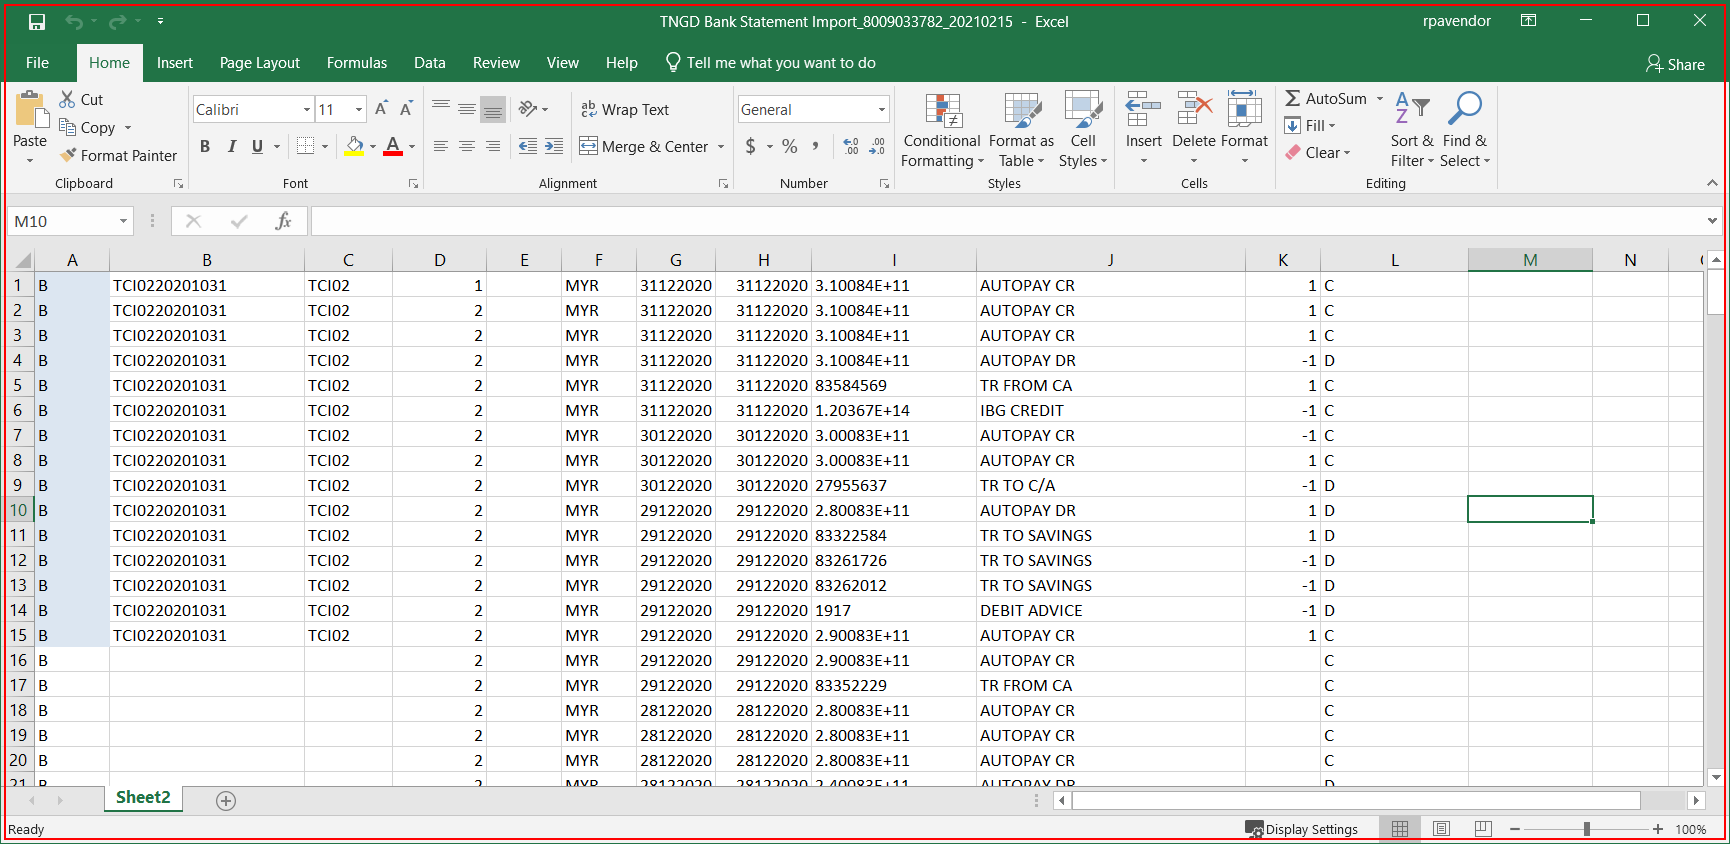 TNGD Bank Statement Import_8009033782_20210215 - Excel
rpavendor
File Home Insert Page Layout Formulas Data Review View Help Tell me what you want to do Share
Cut Calibri 11 ab Wrap Text General AutoSum
Copy Fill
Paste Format Painter B I U A Merge & Center $ % , .00 .00 Conditional Formatting Format as Table Cell Styles Insert Delete Format Clear Sort & Filter Find & Select
Clipboard Font Alignment Number Styles Cells Editing
M10 fx
A B C D E F G H I J K L M N
1 B TCI0220201031 TCI02 1 MYR 31122020 31122020 3.10084E+11 AUTOPAY CR 1 C
2 B TCI0220201031 TCI02 2 MYR 31122020 31122020 3.10084E+11 AUTOPAY CR 1 C
3 B TCI0220201031 TCI02 2 MYR 31122020 31122020 3.10084E+11 AUTOPAY CR 1 C
4 B TCI0220201031 TCI02 2 MYR 31122020 31122020 3.10084E+11 AUTOPAY DR -1 D
5 B TCI0220201031 TCI02 2 MYR 31122020 31122020 83584569 TR FROM CA 1 C
6 B TCI0220201031 TCI02 2 MYR 31122020 31122020 1.20367E+14 IBG CREDIT -1 C
7 B TCI0220201031 TCI02 2 MYR 30122020 30122020 3.00083E+11 AUTOPAY CR -1 C
8 B TCI0220201031 TCI02 2 MYR 30122020 30122020 3.00083E+11 AUTOPAY CR 1 C
9 B TCI0220201031 TCI02 2 MYR 30122020 30122020 27955637 TR TO C/A -1 D
10 B TCI0220201031 TCI02 2 MYR 29122020 29122020 2.80083E+11 AUTOPAY DR 1 D
11 B TCI0220201031 TCI02 2 MYR 29122020 29122020 83322584 TR TO SAVINGS 1 D
12 B TCI0220201031 TCI02 2 MYR 29122020 29122020 83261726 TR TO SAVINGS -1 D
13 B TCI0220201031 TCI02 2 MYR 29122020 29122020 83262012 TR TO SAVINGS -1 D
14 B TCI0220201031 TCI02 2 MYR 29122020 29122020 1917 DEBIT ADVICE -1 D
15 B TCI0220201031 TCI02 2 MYR 29122020 29122020 2.90083E+11 AUTOPAY CR 1 C
16 B 2 MYR 29122020 29122020 2.90083E+11 AUTOPAY CR C
17 B 2 MYR 29122020 29122020 83352229 TR FROM CA C
18 B 2 MYR 28122020 28122020 2.80083E+11 AUTOPAY CR C
19 B 2 MYR 28122020 28122020 2.80083E+11 AUTOPAY CR C
20 B 2 MYR 28122020 28122020 2.80083E+11 AUTOPAY CR C
21 B 2 MYR 28122020 28122020 2.40083E+11 AUTOPAY DR D
Sheet2
Ready Display Settings 100%